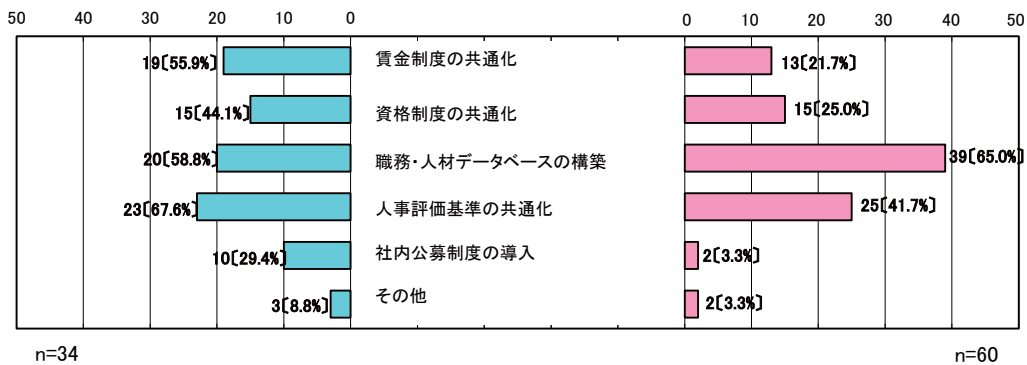 50 40 30 20 10 0 0 10 20 30 40 50
19〔55.9%〕 賃金制度の共通化 13〔21.7%〕
15〔44.1%〕 資格制度の共通化 15〔25.0%〕
20〔58.8%〕 職務・人材データベースの構築 39〔65.0%〕
23〔67.6%〕 人事評価基準の共通化 25〔41.7%〕
10〔29.4%〕 社内公募制度の導入 2〔3.3%〕
3〔8.8%〕 その他 2〔3.3%〕
n=34 n=60